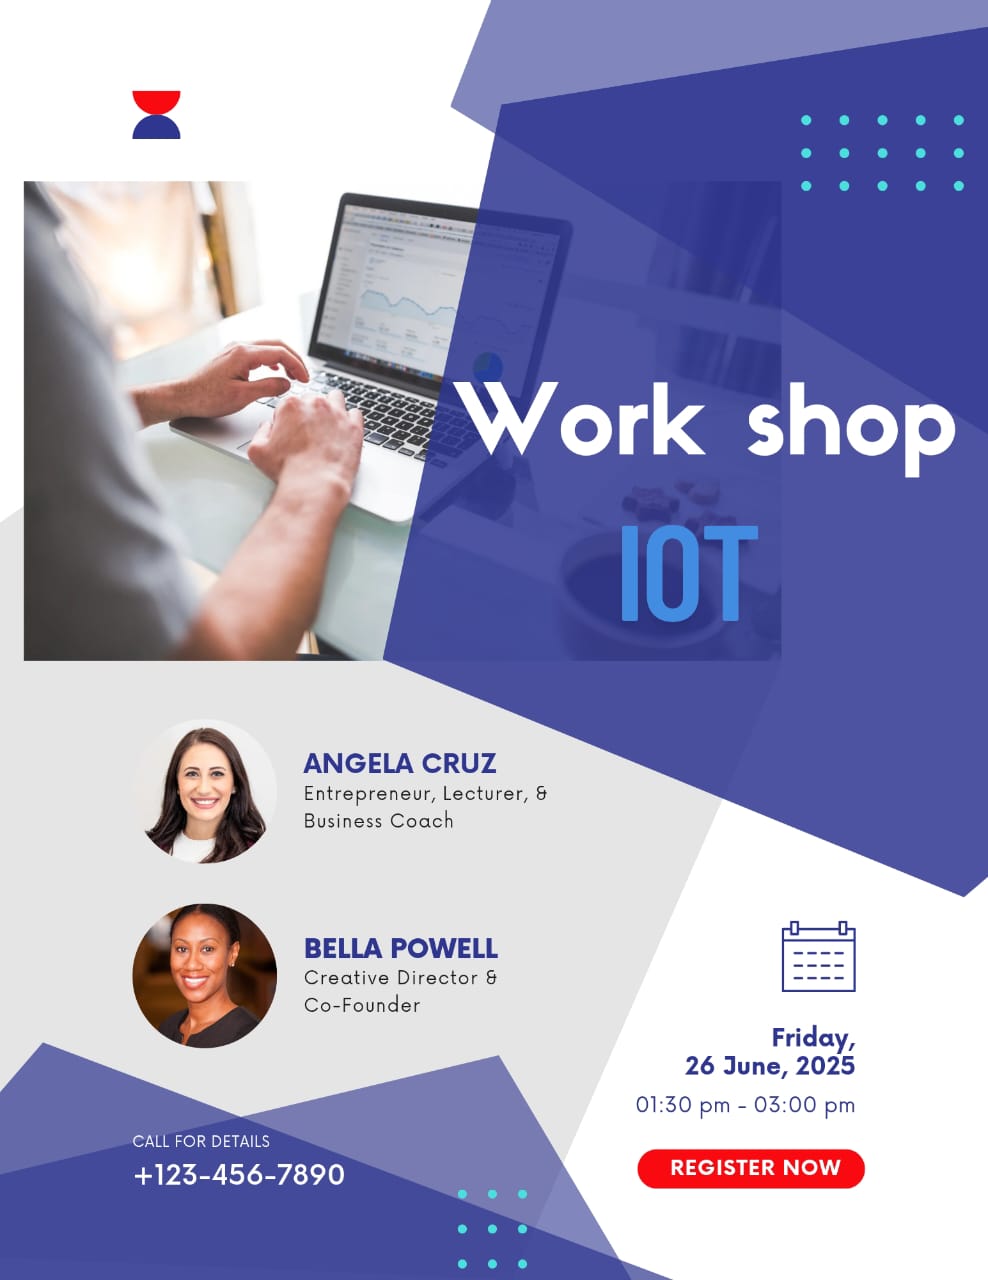 Work shop
IOT
ANGELA CRUZ
Entrepreneur, Lecturer, &
Business Coach
BELLA POWELL
Creative Director &
Co-Founder
Friday,
26 June, 2025
01:30 pm - 03:00 pm
CALL FOR DETAILS
+123-456-7890
REGISTER NOW